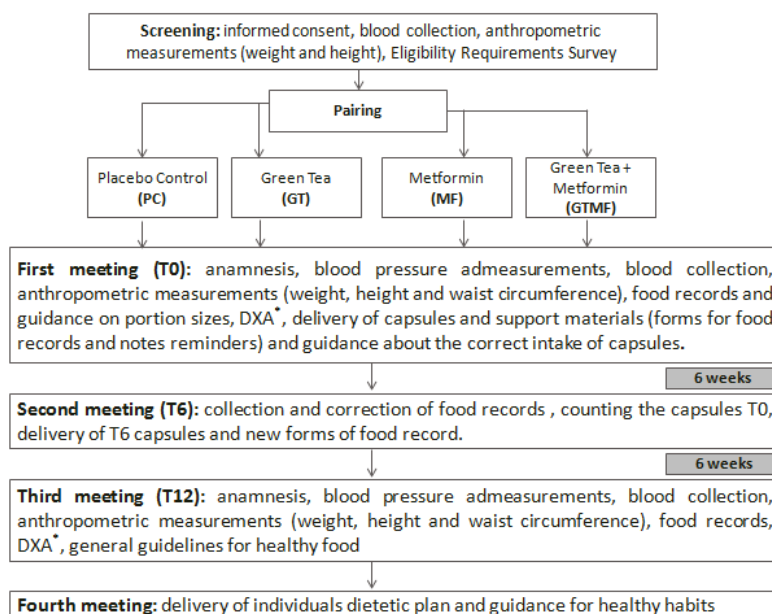 Screening: informed consent, blood collection, anthropometric
measurements (weight and height), Eligibility Requirements Survey
Pairing
Placebo Control
(PC)
Green Tea
(GT)
Metformin
(MF)
Green Tea +
Metformin
(GTMF)
First meeting (T0): anamnesis, blood pressure admeasurements, blood collection,
anthropometric measurements (weight, height and waist circumference), food records and
guidance on portion sizes, DXA*, delivery of capsules and support materials (forms for food
records and notes reminders) and guidance about the correct intake of capsules.
6 weeks
Second meeting (T6): collection and correction of food records , counting the capsules T0,
delivery of T6 capsules and new forms of food record.
6 weeks
Third meeting (T12): anamnesis, blood pressure admeasurements, blood collection,
anthropometric measurements (weight, height and waist circumference), food records,
DXA*, general guidelines for healthy food
Fourth meeting: delivery of individuals dietetic plan and guidance for healthy habits